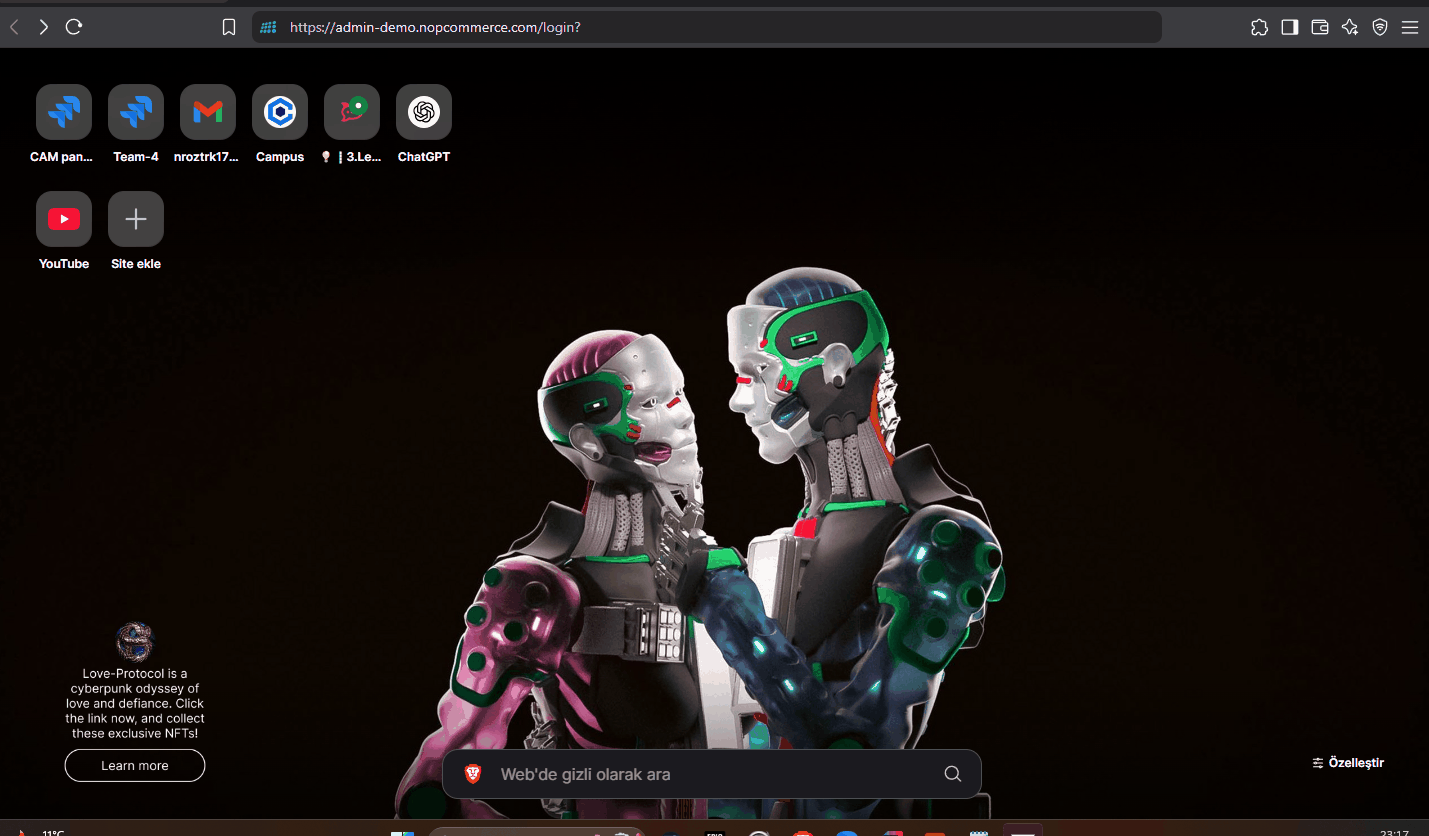 https://admin-demo.nopcommerce.com/login?
CAM pan...
Team-4
nroztrk17...
Campus
| 3.Le...
ChatGPT
YouTube
Site ekle
Love-Protocol is a
cyberpunk odyssey of
love and defiance. Click
the link now, and collect
these exclusive NFTs!
Learn more
Web'de gizli olarak ara
Özelleştir
11°C
23:17